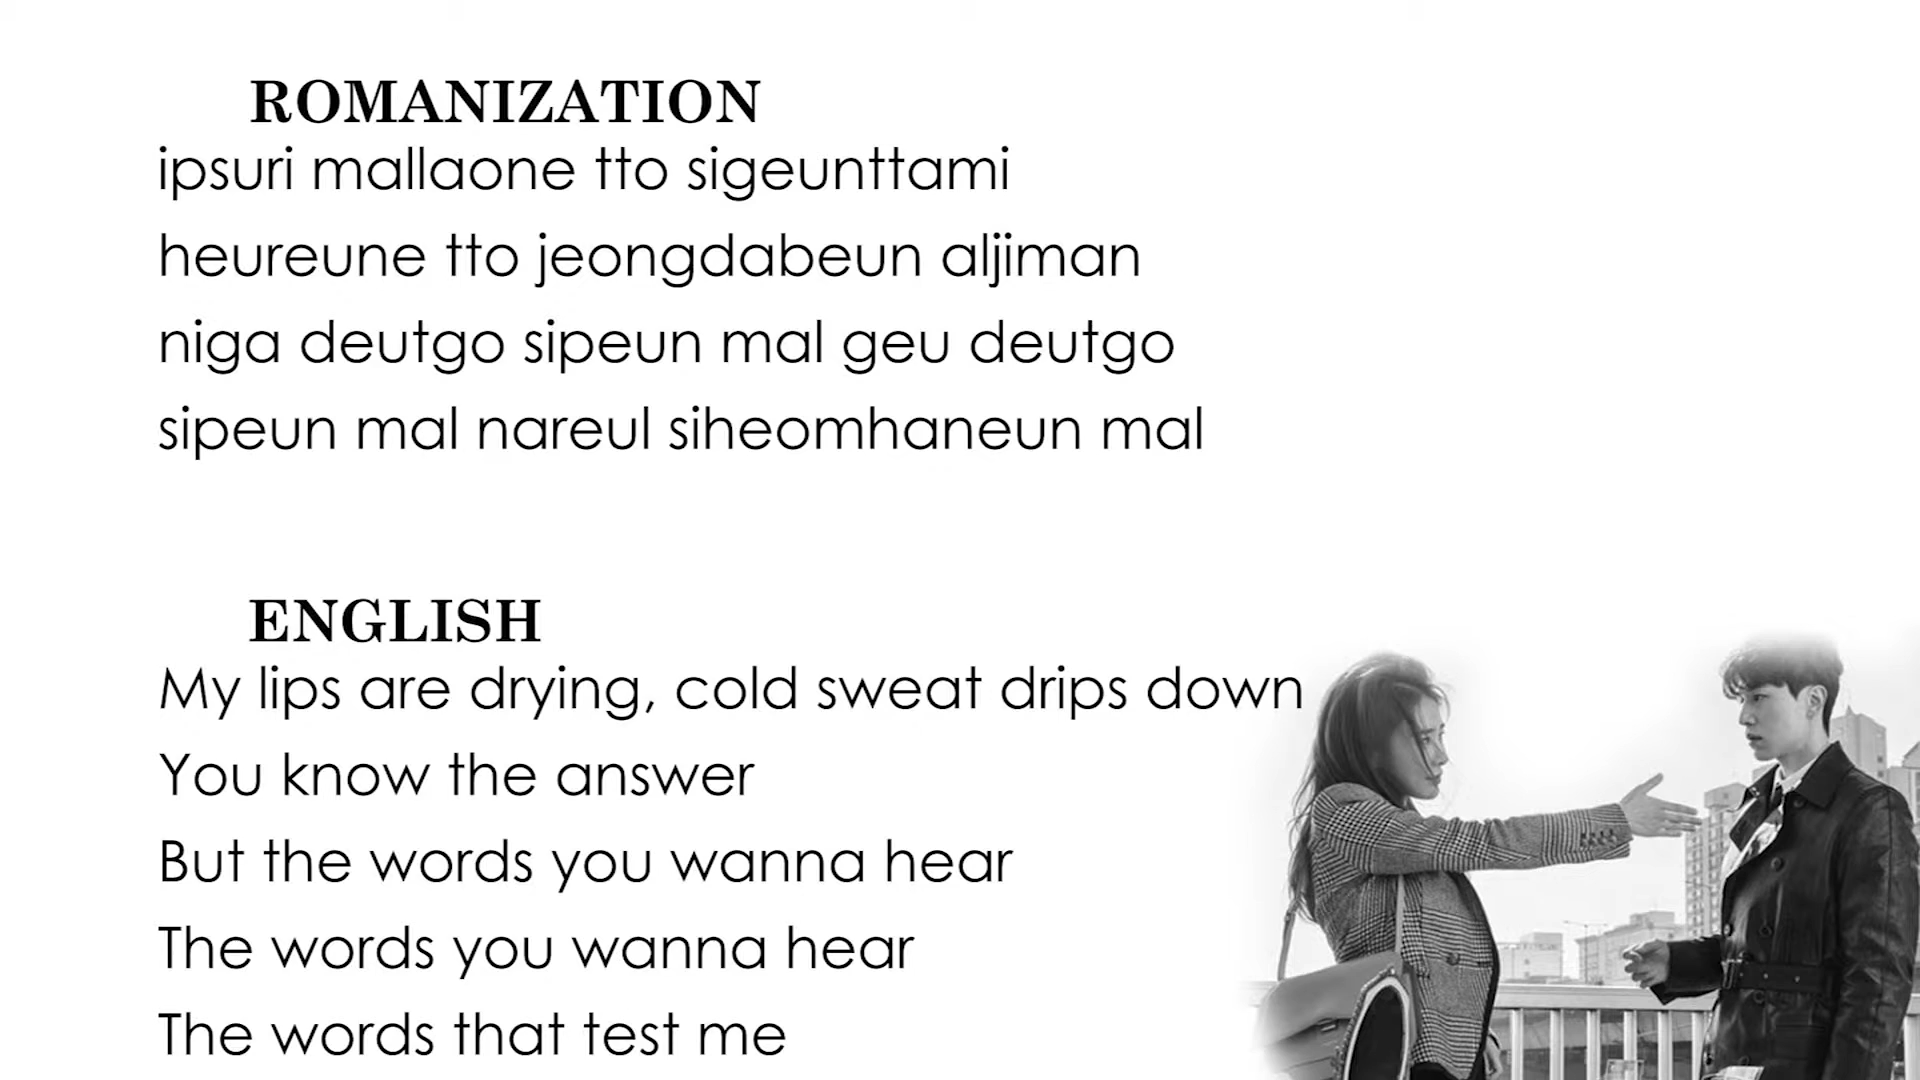 ROMANIZATION
ipsuri mallaone tto sigeunttami
heureune tto jeongdabeun aljiman
niga deutgo sipeun mal geu deutgo
sipeun mal nareul siheomhaneun mal
ENGLISH
My lips are drying, cold sweat drips down
You know the answer
But the words you wanna hear
The words you wanna hear
The words that test me